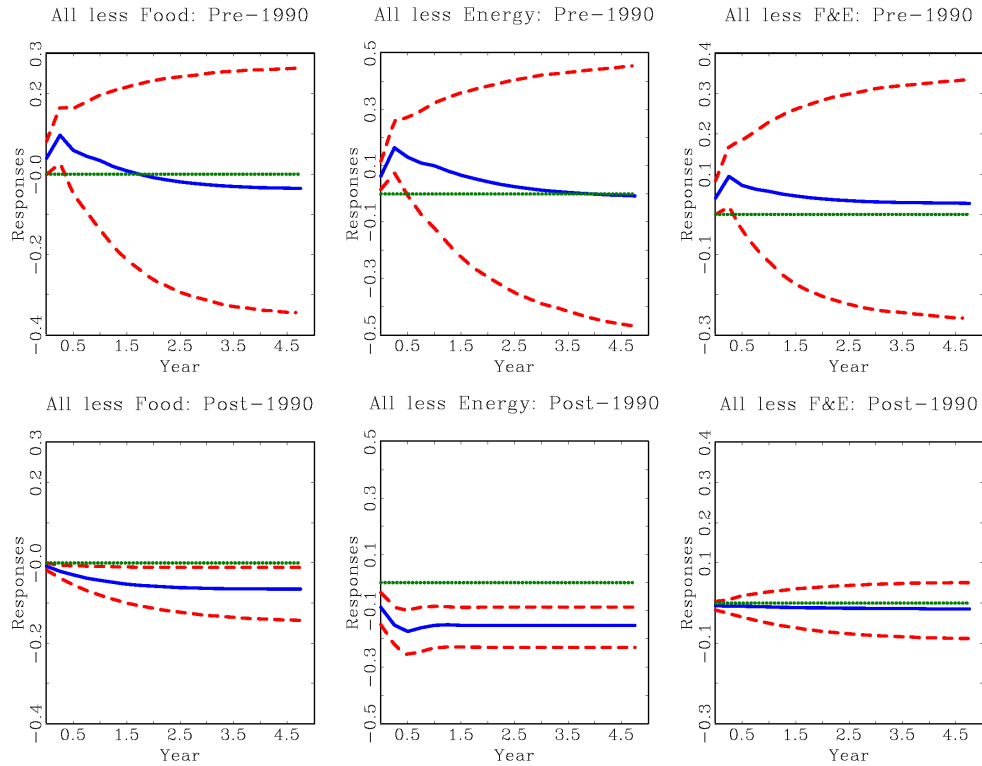 All less Food: Pre-1990
All less Energy: Pre-1990
All less F&E: Pre-1990
Responses
0.3
0.2
0.0
-0.2
-0.4
0.5 1.5 2.5 3.5 4.5
Year
Responses
0.5
0.3
0.1
-0.1
-0.3
-0.5
0.5 1.5 2.5 3.5 4.5
Year
Responses
0.4
0.3
0.2
0.1
-0.1
-0.3
0.5 1.5 2.5 3.5 4.5
Year
All less Food: Post-1990
All less Energy: Post-1990
All less F&E: Post-1990
Responses
0.3
0.2
0.0
-0.2
-0.4
0.5 1.5 2.5 3.5 4.5
Year
Responses
0.5
0.3
0.1
-0.1
-0.3
-0.5
0.5 1.5 2.5 3.5 4.5
Year
Responses
0.4
0.3
0.2
0.1
-0.1
-0.3
0.5 1.5 2.5 3.5 4.5
Year